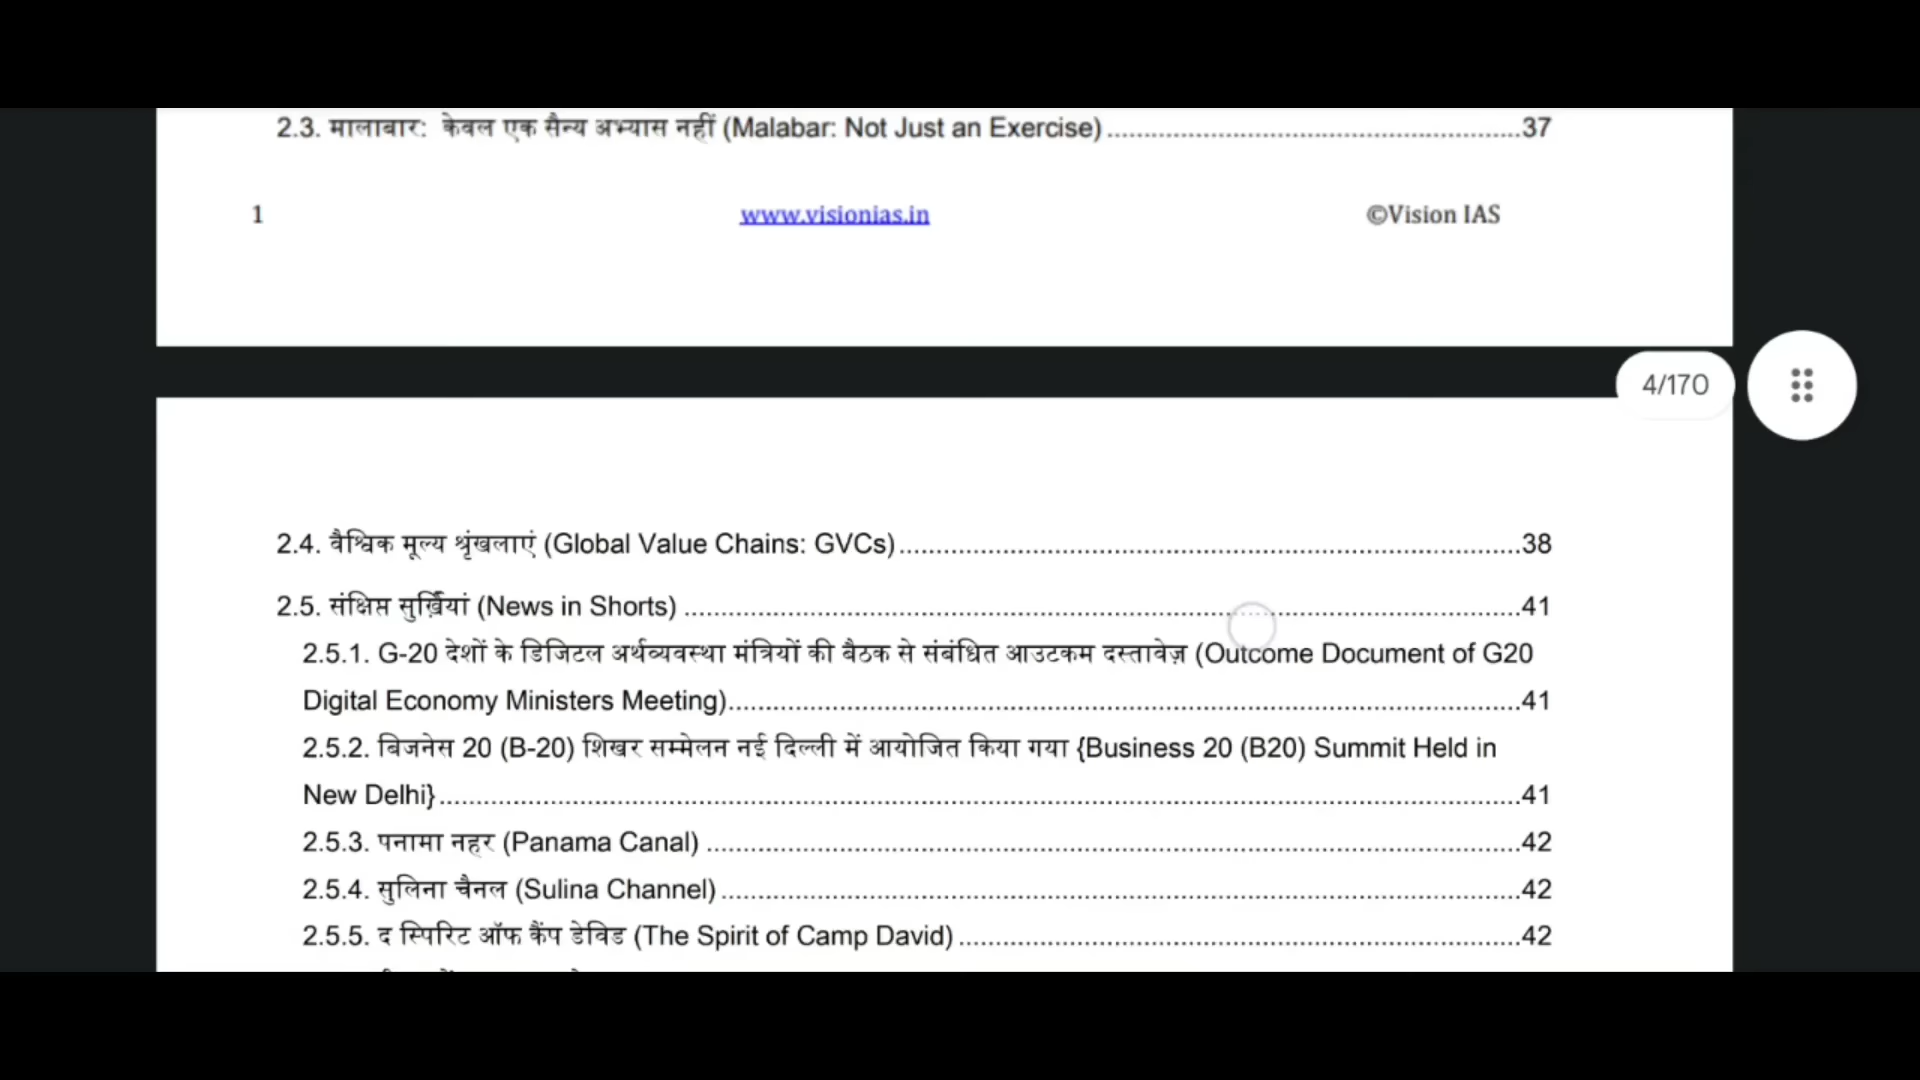 2.3. मालाबार: केवल एक सैन्य अभ्यास नहीं (Malabar: Not Just an Exercise)...............................................................37
1 www.visionias.in ©Vision IAS
4/170
2.4. वैश्विक मूल्य श्रृंखलाएं (Global Value Chains: GVCs)...............................................................................................38
2.5. संक्षिप्त सुर्ख़ियां (News in Shorts) ..............................................................................................................................41
2.5.1. G-20 देशों के डिजिटल अर्थव्यवस्था मंत्रियों की बैठक से संबंधित आउटकम दस्तावेज़ (Outcome Document of G20
Digital Economy Ministers Meeting)........................................................................................................................41
2.5.2. बिजनेस 20 (B-20) शिखर सम्मेलन नई दिल्ली में आयोजित किया गया {Business 20 (B20) Summit Held in
New Delhi}...................................................................................................................................................................41
2.5.3. पनामा नहर (Panama Canal) ...........................................................................................................................42
2.5.4. सुलिना चैनल (Sulina Channel).........................................................................................................................42
2.5.5. द स्पिरिट ऑफ कैंप डेविड (The Spirit of Camp David).....................................................................................42